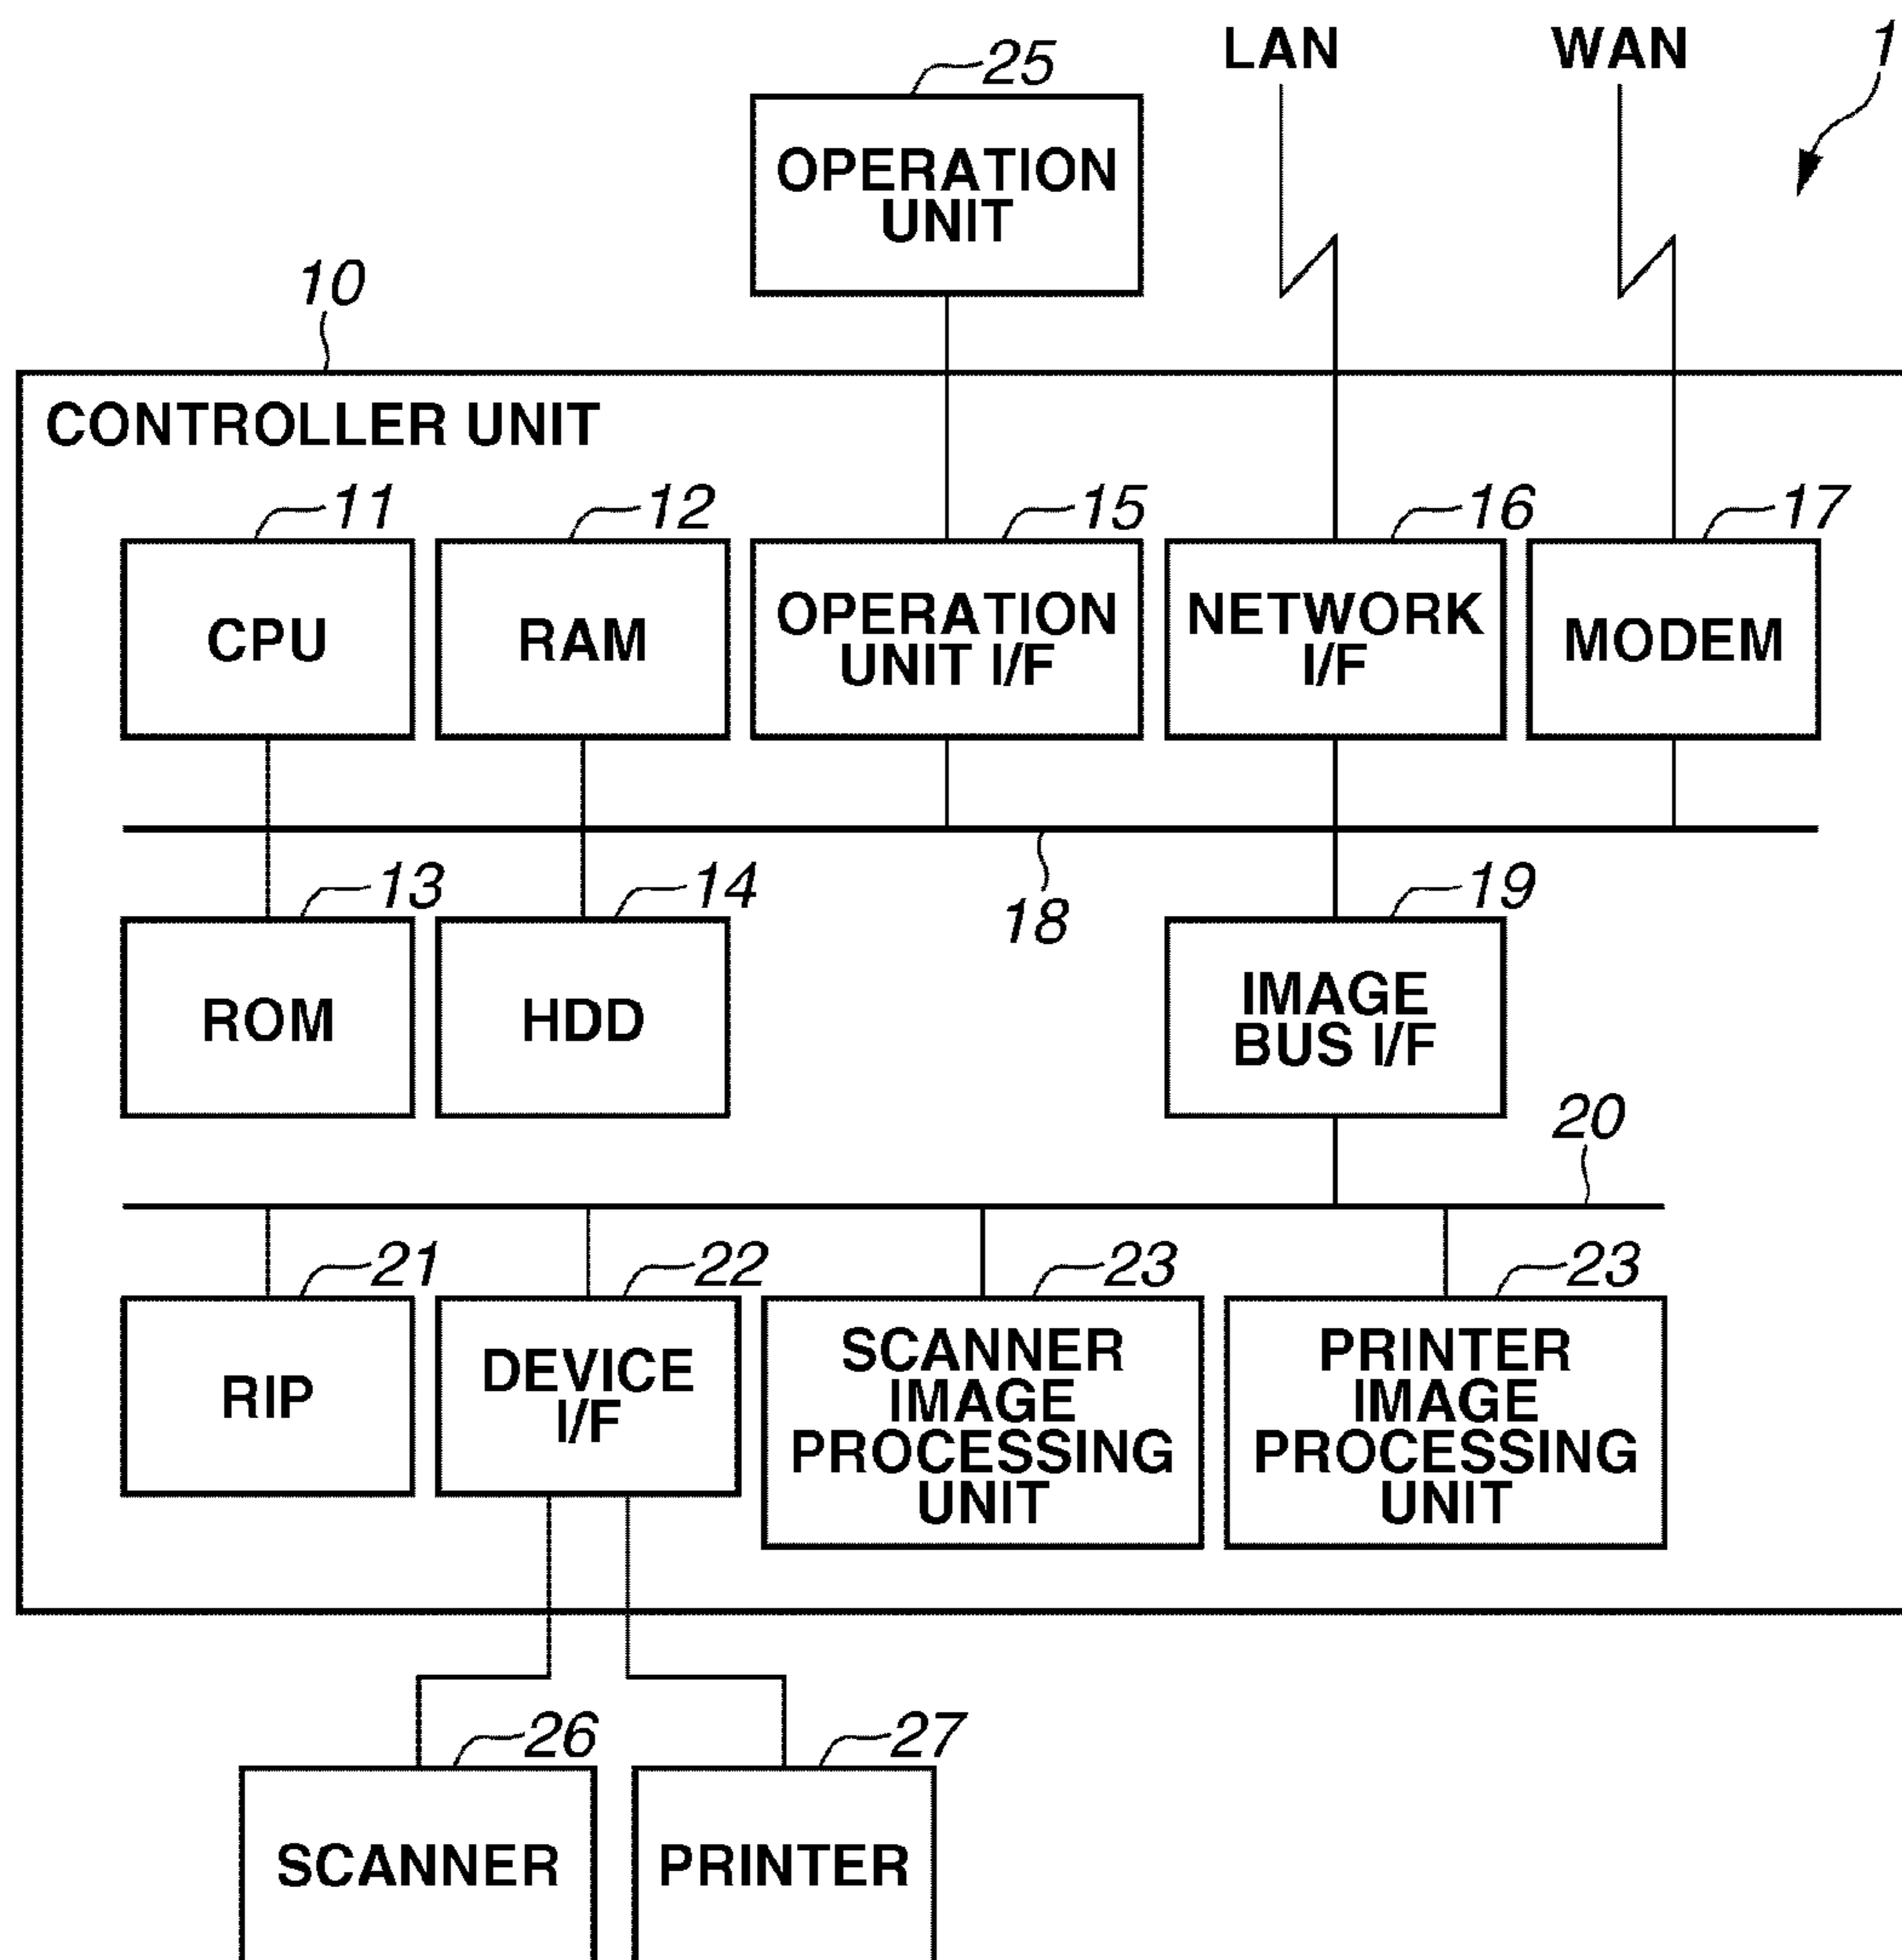 LAN
WAN
1
25
OPERATION
UNIT
10
CONTROLLER UNIT
11
12
15
16
17
CPU
RAM
OPERATION
UNIT I/F
NETWORK
I/F
MODEM
13
14
18
19
ROM
HDD
IMAGE
BUS I/F
20
21
22
23
23
RIP
DEVICE
I/F
SCANNER
IMAGE
PROCESSING
UNIT
PRINTER
IMAGE
PROCESSING
UNIT
26
27
SCANNER
PRINTER